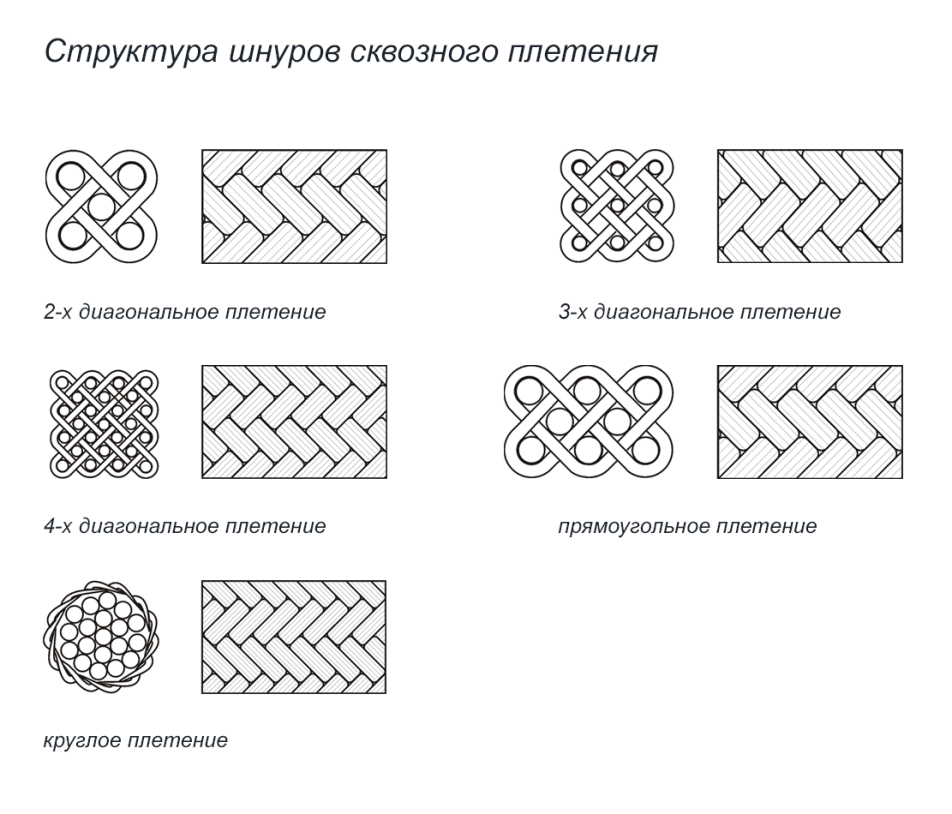 Структура шнуров сквозного плетения
2-х диагональное плетение
3-х диагональное плетение
4-х диагональное плетение
прямоугольное плетение
круглое плетение